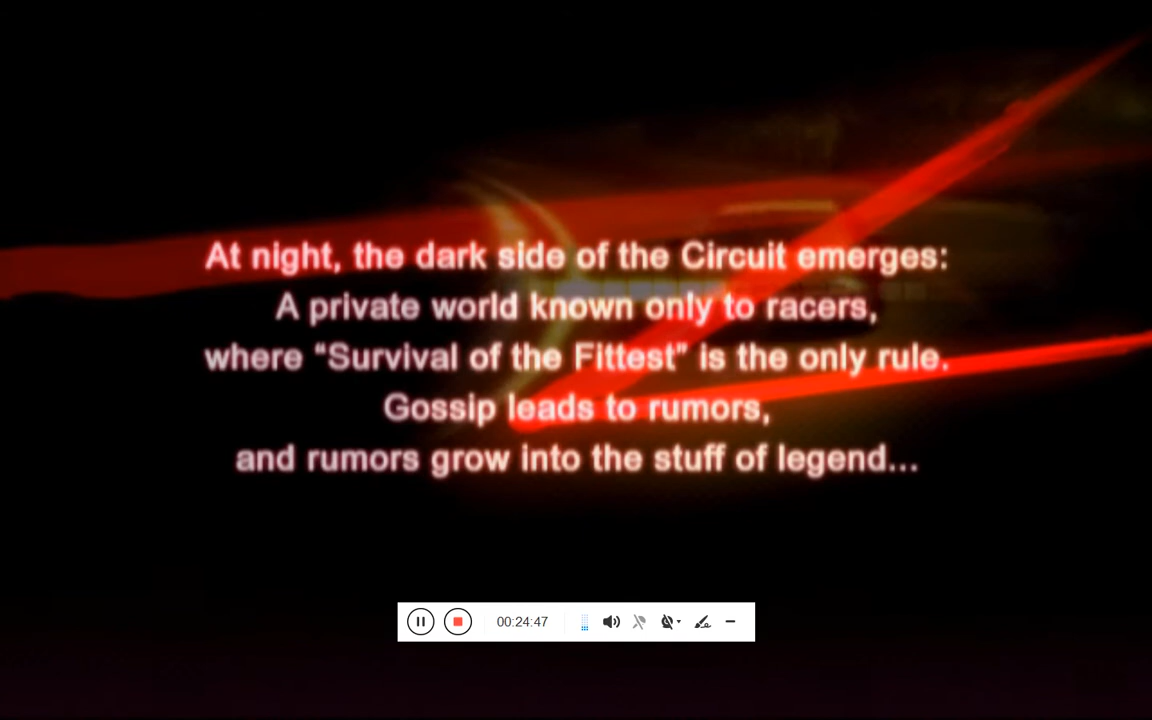 At night, the dark side of the Circuit emerges:
A private world known only to racers,
where “Survival of the Fittest” is the only rule.
Gossip leads to rumors,
and rumors grow into the stuff of legend...
00:24:47